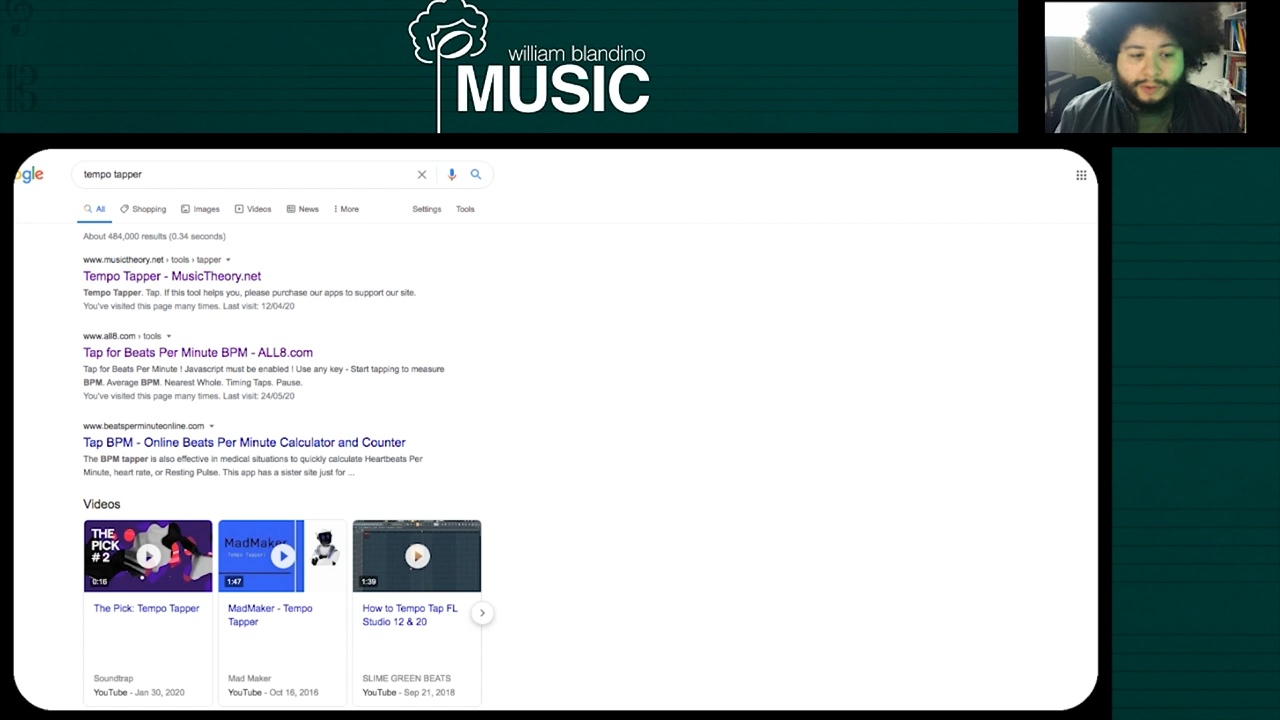 william blandino
MUSIC
ogle
tempo tapper
All Shopping Images Videos News More Settings Tools
About 484,000 results (0.34 seconds)
www.musictheory.net › tools › tapper
Tempo Tapper - MusicTheory.net
Tempo Tapper. Tap. If this tool helps you, please purchase our apps to support our site.
You've visited this page many times. Last visit: 12/04/20
www.all8.com › tools
Tap for Beats Per Minute BPM - ALL8.com
Tap for Beats Per Minute ! Javascript must be enabled ! Use any key - Start tapping to measure
BPM. Average BPM. Nearest Whole. Timing Taps. Pause.
You've visited this page many times. Last visit: 24/05/20
www.beatsperminuteonline.com
Tap BPM - Online Beats Per Minute Calculator and Counter
The BPM tapper is also effective in medical situations to quickly calculate Heartbeats Per
Minute, heart rate, or Resting Pulse. This app has a sister site just for ...
Videos
THE
PICK
# 2
0:16
MadMaker
Tempo Tapper
1:47
1:39
The Pick: Tempo Tapper
MadMaker - Tempo
Tapper
How to Tempo Tap FL
Studio 12 & 20
Soundtrap
YouTube - Jan 30, 2020
Mad Maker
YouTube - Oct 16, 2016
SLIME GREEN BEATS
YouTube - Sep 21, 2018